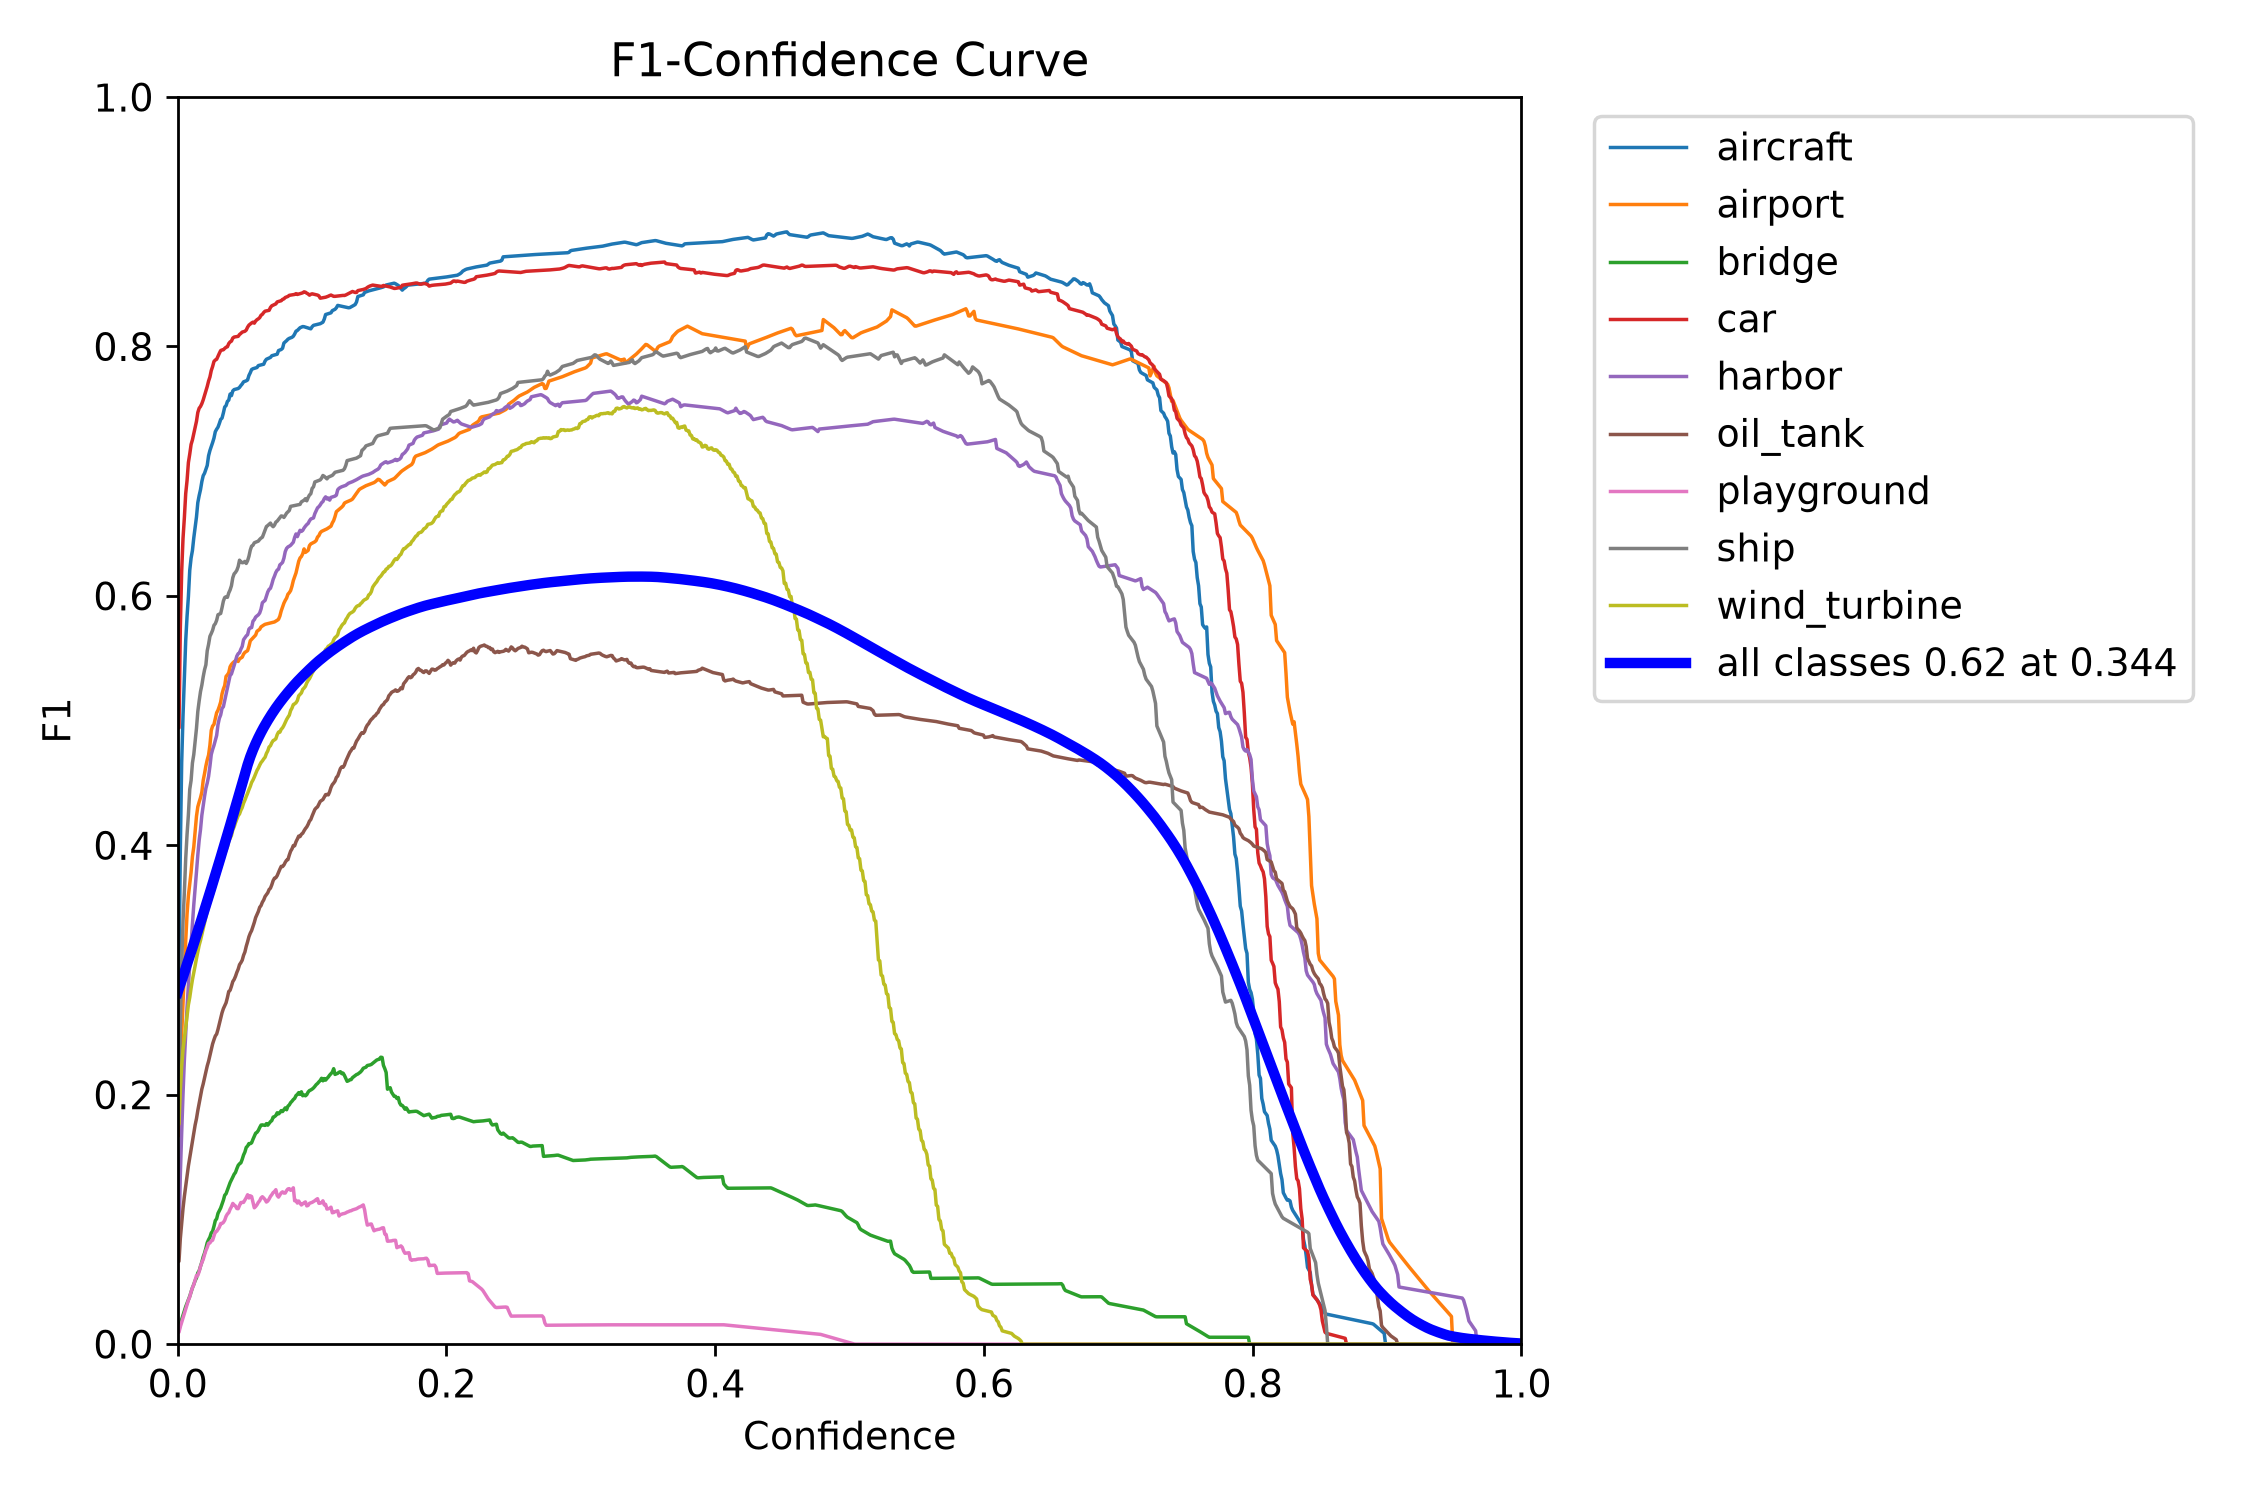 F1-Confidence Curve
1.0
0.8
0.6
0.4
0.2
0.0
F1
0.0 0.2 0.4 0.6 0.8 1.0
Confidence
aircraft
airport
bridge
car
harbor
oil_tank
playground
ship
wind_turbine
all classes 0.62 at 0.344